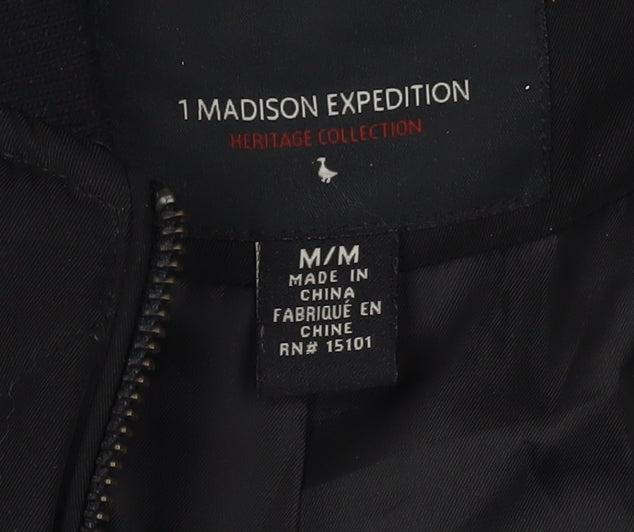 1 MADISON EXPEDITION
HERITAGE COLLECTION
M/M
MADE IN
CHINA
FABRIQUÉ EN
CHINE
RN# 15101